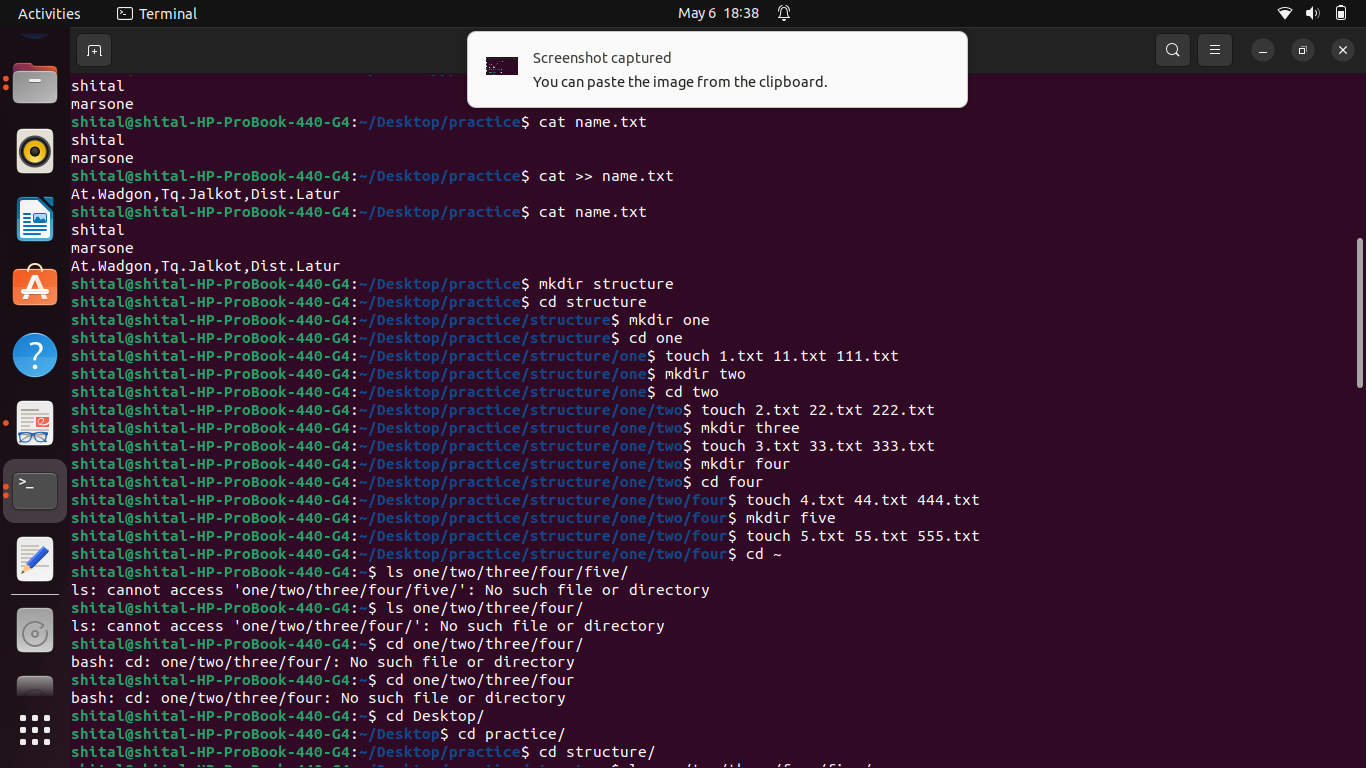 Activities
Terminal
May 6 18:38
Screenshot captured
You can paste the image from the clipboard.
shital
marsone
shital@shital-HP-ProBook-440-G4:~/Desktop/practice$ cat name.txt
shital
marsone
shital@shital-HP-ProBook-440-G4:~/Desktop/practice$ cat >> name.txt
At.Wadgon,Tq.Jalkot,Dist.Latur
shital@shital-HP-ProBook-440-G4:~/Desktop/practice$ cat name.txt
shital
marsone
At.Wadgon,Tq.Jalkot,Dist.Latur
shital@shital-HP-ProBook-440-G4:~/Desktop/practice$ mkdir structure
shital@shital-HP-ProBook-440-G4:~/Desktop/practice$ cd structure
shital@shital-HP-ProBook-440-G4:~/Desktop/practice/structure$ mkdir one
shital@shital-HP-ProBook-440-G4:~/Desktop/practice/structure$ cd one
shital@shital-HP-ProBook-440-G4:~/Desktop/practice/structure/one$ touch 1.txt 11.txt 111.txt
shital@shital-HP-ProBook-440-G4:~/Desktop/practice/structure/one$ mkdir two
shital@shital-HP-ProBook-440-G4:~/Desktop/practice/structure/one$ cd two
shital@shital-HP-ProBook-440-G4:~/Desktop/practice/structure/one/two$ touch 2.txt 22.txt 222.txt
shital@shital-HP-ProBook-440-G4:~/Desktop/practice/structure/one/two$ mkdir three
shital@shital-HP-ProBook-440-G4:~/Desktop/practice/structure/one/two$ touch 3.txt 33.txt 333.txt
shital@shital-HP-ProBook-440-G4:~/Desktop/practice/structure/one/two$ mkdir four
shital@shital-HP-ProBook-440-G4:~/Desktop/practice/structure/one/two$ cd four
shital@shital-HP-ProBook-440-G4:~/Desktop/practice/structure/one/two/four$ touch 4.txt 44.txt 444.txt
shital@shital-HP-ProBook-440-G4:~/Desktop/practice/structure/one/two/four$ mkdir five
shital@shital-HP-ProBook-440-G4:~/Desktop/practice/structure/one/two/four$ touch 5.txt 55.txt 555.txt
shital@shital-HP-ProBook-440-G4:~/Desktop/practice/structure/one/two/four$ cd ~
shital@shital-HP-ProBook-440-G4:~$ ls one/two/three/four/five/
ls: cannot access 'one/two/three/four/five/': No such file or directory
shital@shital-HP-ProBook-440-G4:~$ ls one/two/three/four/
ls: cannot access 'one/two/three/four/': No such file or directory
shital@shital-HP-ProBook-440-G4:~$ cd one/two/three/four/
bash: cd: one/two/three/four/: No such file or directory
shital@shital-HP-ProBook-440-G4:~$ cd one/two/three/four
bash: cd: one/two/three/four: No such file or directory
shital@shital-HP-ProBook-440-G4:~$ cd Desktop/
shital@shital-HP-ProBook-440-G4:~/Desktop$ cd practice/
shital@shital-HP-ProBook-440-G4:~/Desktop/practice$ cd structure/